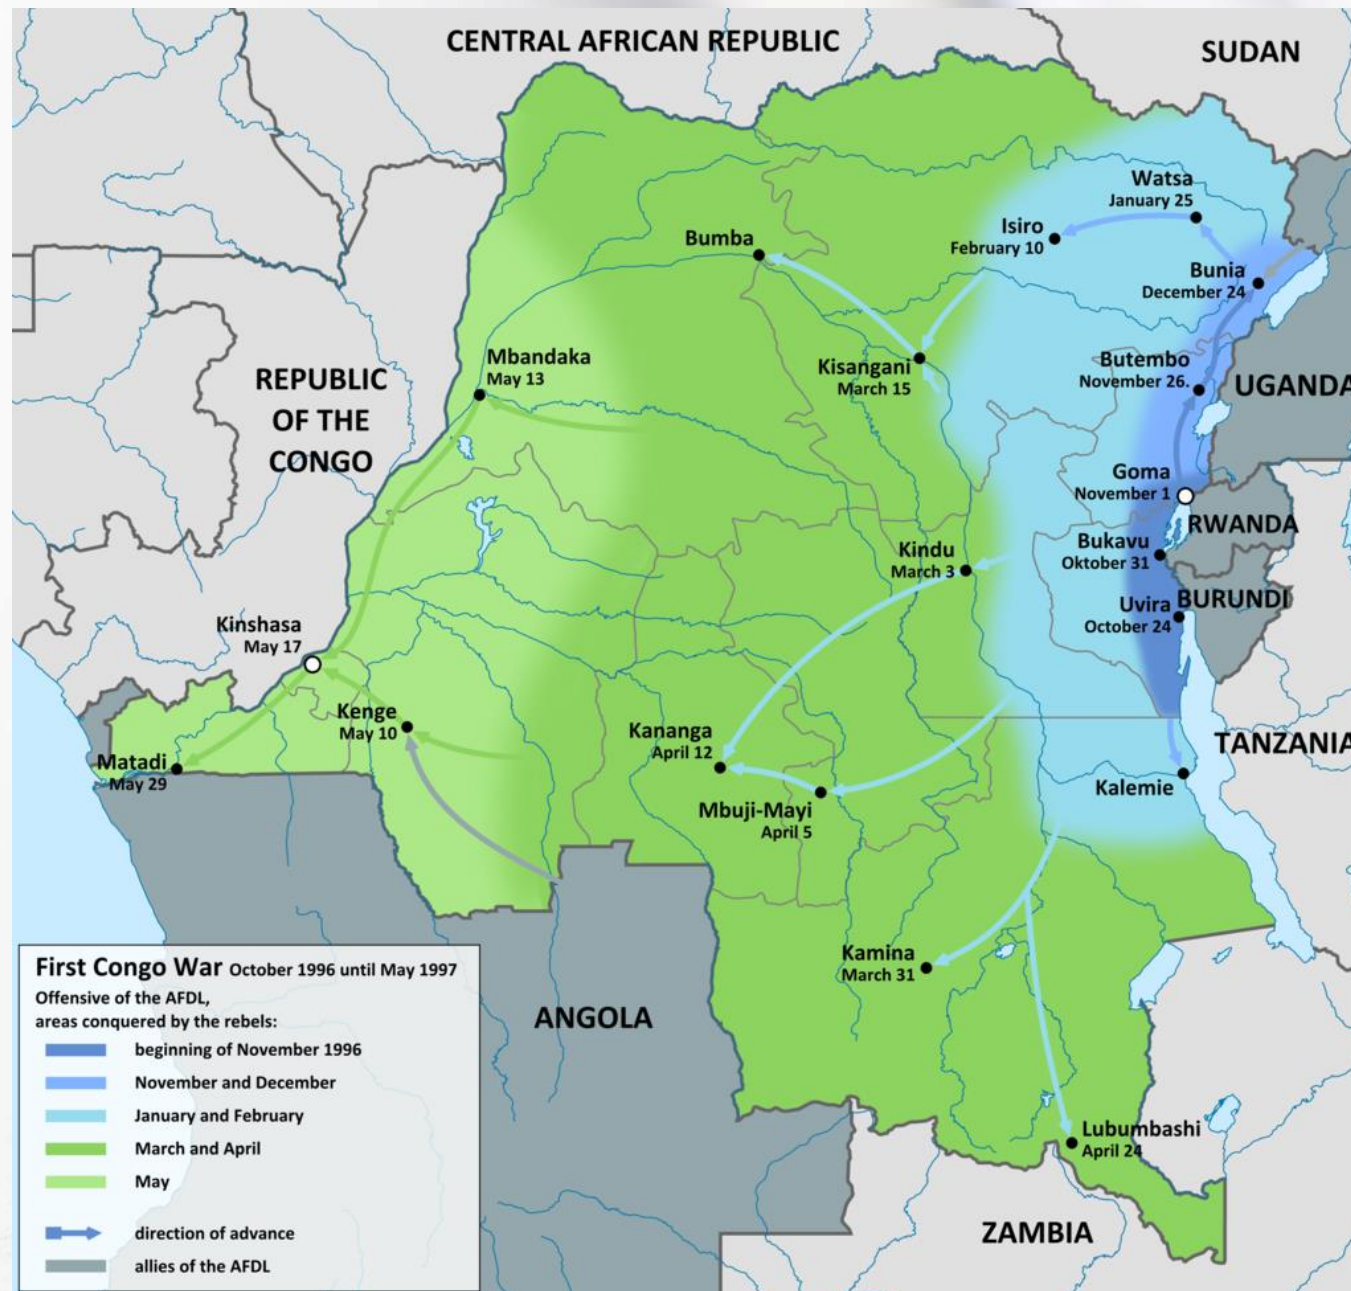 CENTRAL AFRICAN REPUBLIC
SUDAN
Watsa
January 25
Isiro
February 10
Bumba
Bunia
December 24
Mbandaka
May 13
Kisangani
March 15
Butembo
November 26.
UGANDA
REPUBLIC
OF THE
CONGO
Goma
November 1
RWANDA
Kindu
March 3
Bukavu
Oktober 31
Uvira
October 24
BURUNDI
Kinshasa
May 17
Kenge
May 10
Kananga
April 12
TANZANIA
Matadi
May 29
Kalemie
Mbuji-Mayi
April 5
Kamina
March 31
ANGOLA
Lubumbashi
April 24
ZAMBIA
First Congo War October 1996 until May 1997
Offensive of the AFDL,
areas conquered by the rebels:
beginning of November 1996
November and December
January and February
March and April
May
direction of advance
allies of the AFDL